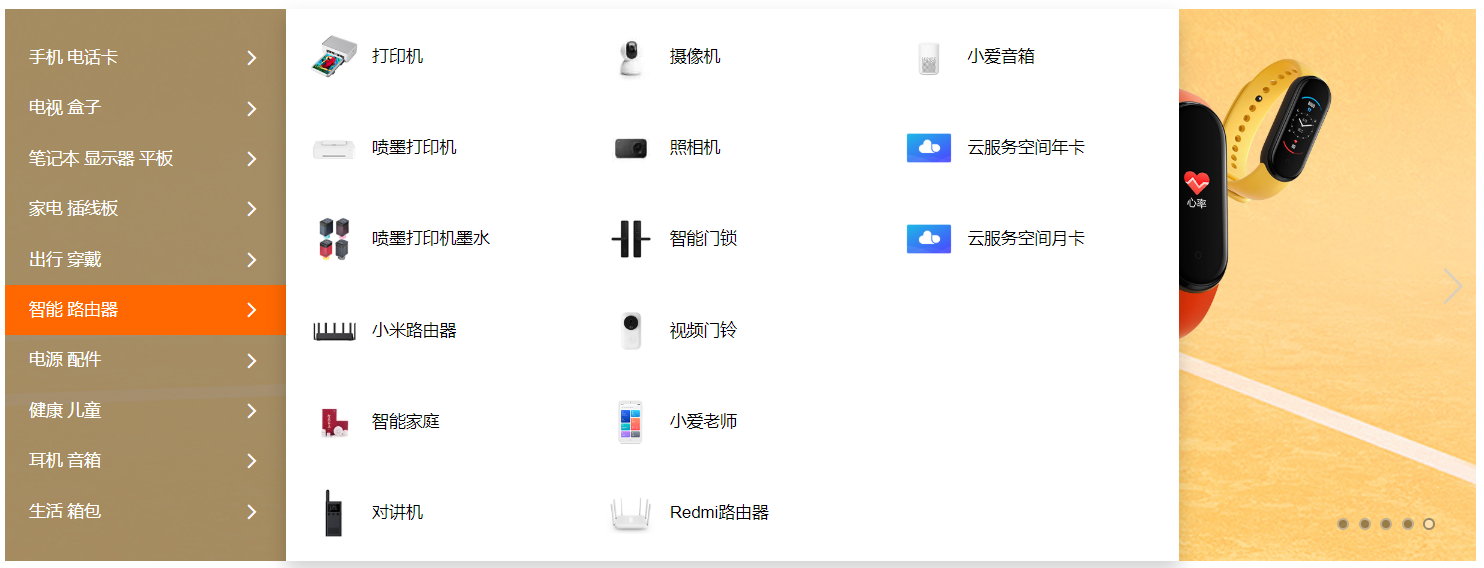 手机 电话卡
电视 盒子
笔记本 显示器 平板
家电 插线板
出行 穿戴
智能 路由器
电源 配件
健康 儿童
耳机 音箱
生活 箱包
打印机
喷墨打印机
喷墨打印机墨水
小米路由器
智能家庭
对讲机
摄像机
照相机
智能门锁
视频门铃
小爱老师
Redmi路由器
小爱音箱
云服务空间年卡
云服务空间月卡
心率